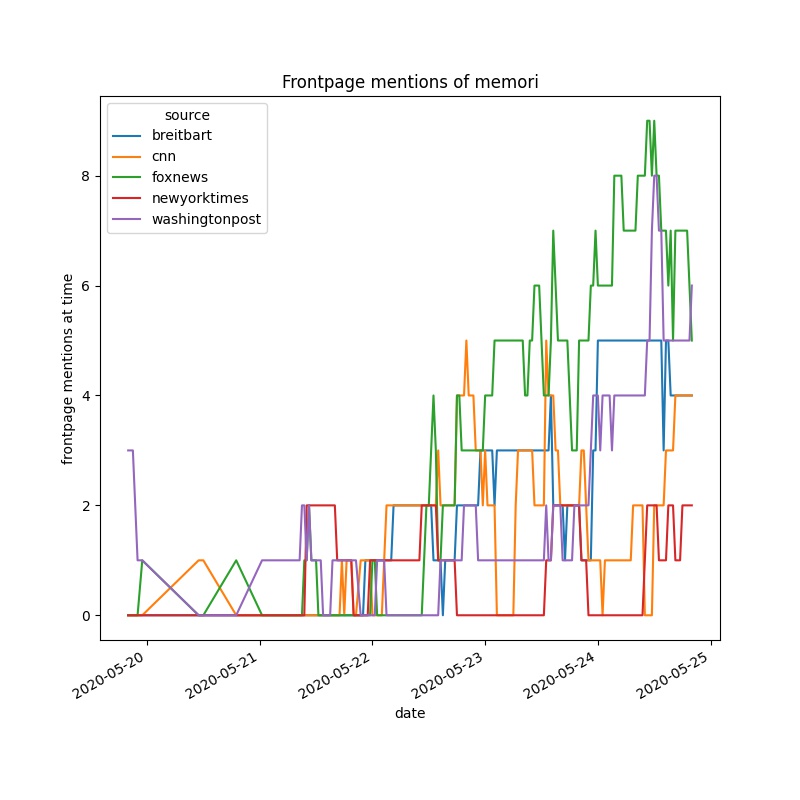 Frontpage mentions of memori
source
breitbart
cnn
foxnews
newyorktimes
washingtonpost
8
6
4
2
0
frontpage mentions at time
2020-05-20
2020-05-21
2020-05-22
2020-05-23
2020-05-24
2020-05-25
date